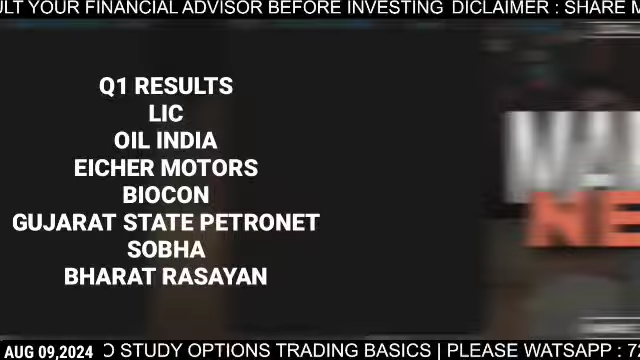 ULT YOUR FINANCIAL ADVISOR BEFORE INVESTING DICLAIMER : SHARE M
Q1 RESULTS
LIC
OIL INDIA
EICHER MOTORS
BIOCON
GUJARAT STATE PETRONET
SOBHA
BHARAT RASAYAN
NE
AUG 09,2024 O STUDY OPTIONS TRADING BASICS | PLEASE WATSAPP : 7